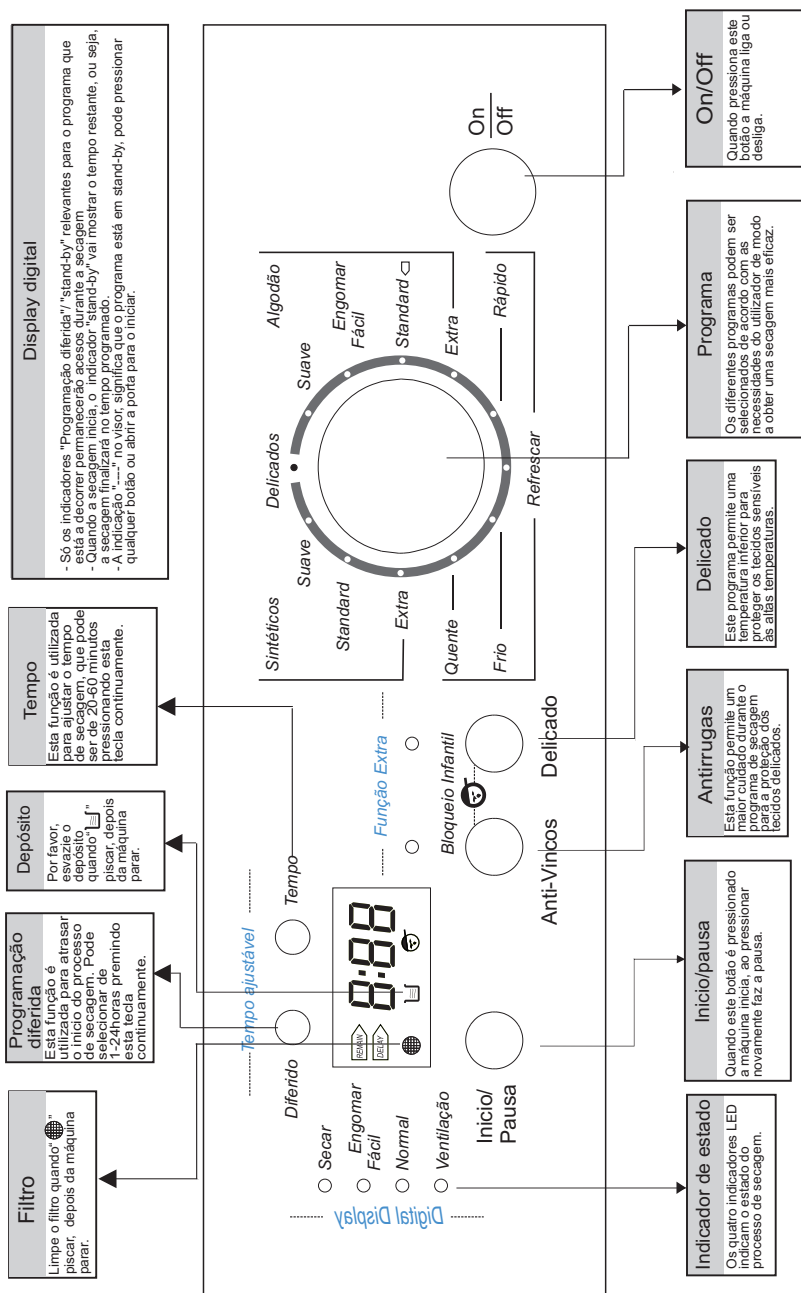 Filtro
Limpe o filtro quando" "
piscar, depois da máquina
parar.
Programação
diferida
Esta função é
utilizada para atrasar
o inicio do processo
de secagem. Pode
selecionar de
1-24horas premindo
esta tecla
continuamente.
Depósito
Por favor,
esvazie o
depósito
quando" "
piscar, depois
da máquina
parar.
Tempo
Esta função é utilizada
para ajustar o tempo
de secagem, que pode
ser de 20-60 minutos
pressionando esta
tecla continuamente.
Display digital
- Só os indicadores "Programação diferida"/ "stand-by" relevantes para o programa que
está a decorrer permanecerão acesos durante a secagem
- Quando a secagem inicia, o indicador "stand-by" vai mostrar o tempo restante, ou seja,
a secagem finalizará no tempo programado.
- A indicação "---" no visor, significa que o programa está em stand-by, pode pressionar
qualquer botão ou abrir a porta para o iniciar.
Tempo ajustável
Diferido
Tempo
REMAIN
DELAY
8:88
Digital Display
Secar
Engomar
Fácil
Normal
Ventilação
Inicio/
Pausa
Função Extra
Bloqueio Infantil
Anti-Vincos
Delicado
Sintéticos
Suave
Standard
Extra
Delicados
Algodão
Suave
Engomar
Fácil
Standard
Extra
Quente
Frio
Refrescar
Rápido
On
Off
Indicador de estado
Os quatro indicadores LED
indicam o estado do
processo de secagem.
Inicio/pausa
Quando este botão é pressionado
a máquina inicia, ao pressionar
novamente faz a pausa.
Antirrugas
Esta função permite um
maior cuidado durante o
programa de secagem
para a proteção dos
tecidos delicados.
Delicado
Este programa permite uma
temperatura inferior para
proteger os tecidos sensíveis
às altas temperaturas.
Programa
Os diferentes programas podem ser
selecionados de acordo com as
necessidades do utilizador de modo
a obter uma secagem mais eficaz.
On/Off
Quando pressiona este
botão a máquina liga ou
desliga.